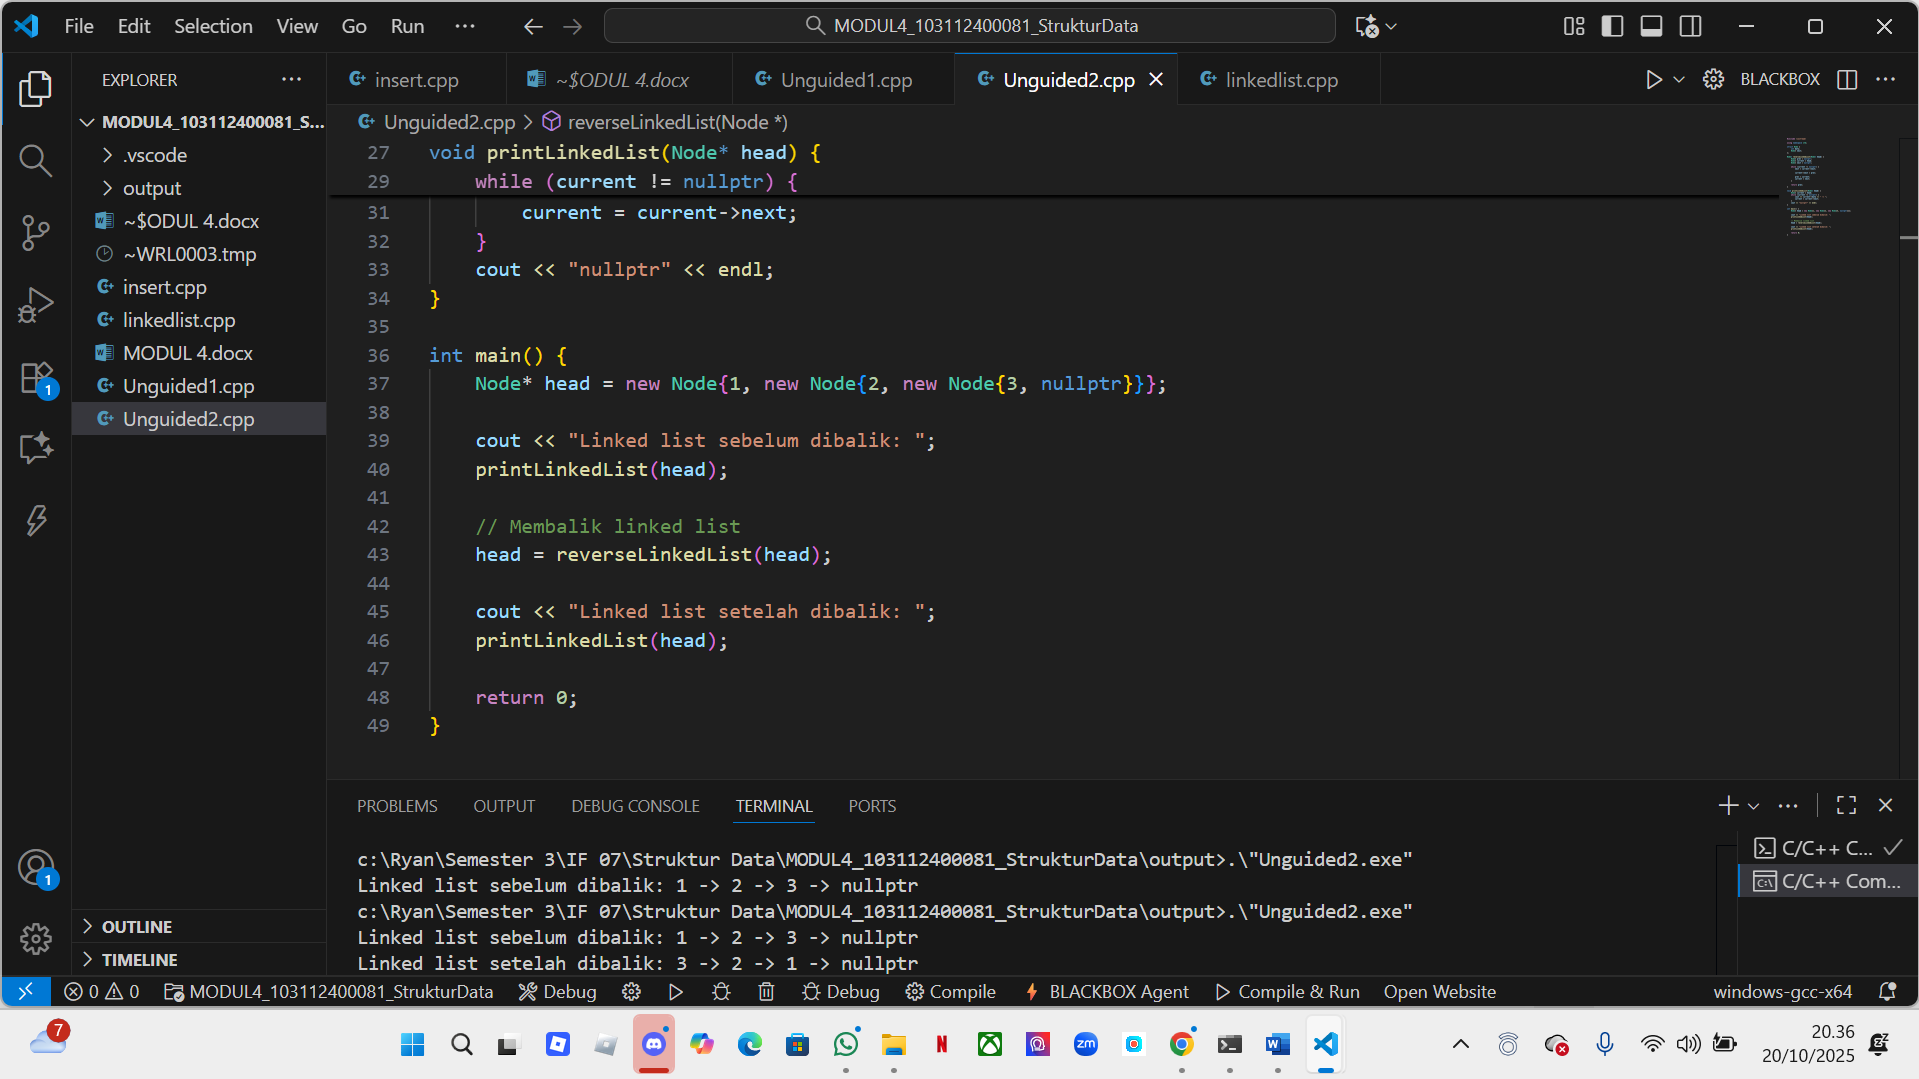 File Edit Selection View Go Run ··· MODUL4_103112400081_StrukturData
EXPLORER
insert.cpp ~$ODUL 4.docx Unguided1.cpp Unguided2.cpp linkedlist.cpp BLACKBOX
MODUL4_103112400081_S...
.vscode
output
~$ODUL 4.docx
~WRL0003.tmp
insert.cpp
linkedlist.cpp
MODUL 4.docx
Unguided1.cpp
Unguided2.cpp
OUTLINE
TIMELINE
Unguided2.cpp > reverseLinkedList(Node *)
27 void printLinkedList(Node* head) {
29 while (current != nullptr) {
31 current = current->next;
32 }
33 cout << "nullptr" << endl;
34 }
35
36 int main() {
37 Node* head = new Node{1, new Node{2, new Node{3, nullptr}}};
38
39 cout << "Linked list sebelum dibalik: ";
40 printLinkedList(head);
41
42 // Membalik linked list
43 head = reverseLinkedList(head);
44
45 cout << "Linked list setelah dibalik: ";
46 printLinkedList(head);
47
48 return 0;
49 }
PROBLEMS OUTPUT DEBUG CONSOLE TERMINAL PORTS
c:\Ryan\Semester 3\IF 07\Struktur Data\MODUL4_103112400081_StrukturData\output>.\"Unguided2.exe"
Linked list sebelum dibalik: 1 -> 2 -> 3 -> nullptr
c:\Ryan\Semester 3\IF 07\Struktur Data\MODUL4_103112400081_StrukturData\output>.\"Unguided2.exe"
Linked list sebelum dibalik: 1 -> 2 -> 3 -> nullptr
Linked list setelah dibalik: 3 -> 2 -> 1 -> nullptr
C/C++ C...
C/C++ Com...
1
1
0 0 MODUL4_103112400081_StrukturData Debug Debug Compile BLACKBOX Agent Compile & Run Open Website windows-gcc-x64
7
zm
20.36
20/10/2025